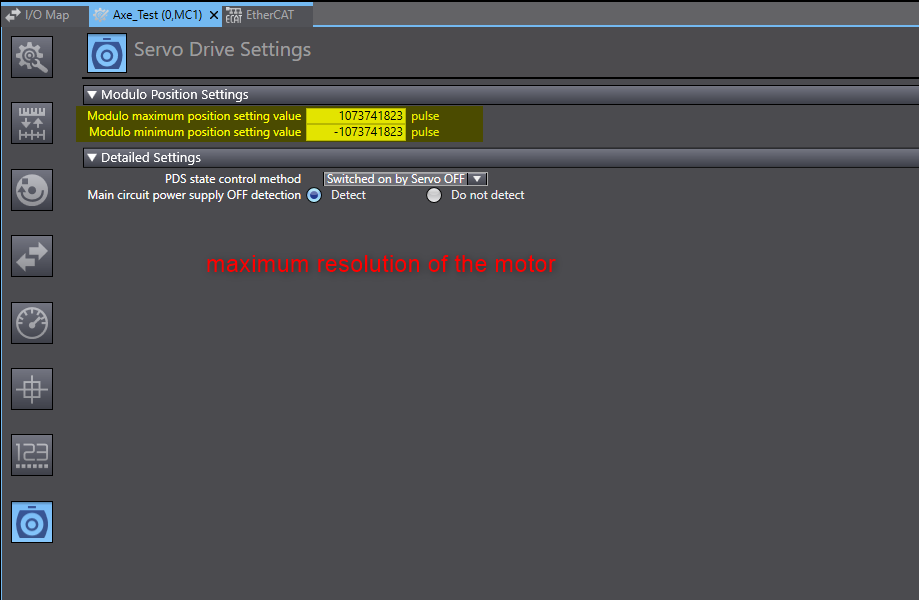 I/O Map
Axe_Test (0,MC1)
EtherCAT
Servo Drive Settings
Modulo Position Settings
Modulo maximum position setting value 1073741823 pulse
Modulo minimum position setting value -1073741823 pulse
Detailed Settings
PDS state control method Switched on by Servo OFF
Main circuit power supply OFF detection Detect Do not detect
maximum resolution of the motor
123
ECAT